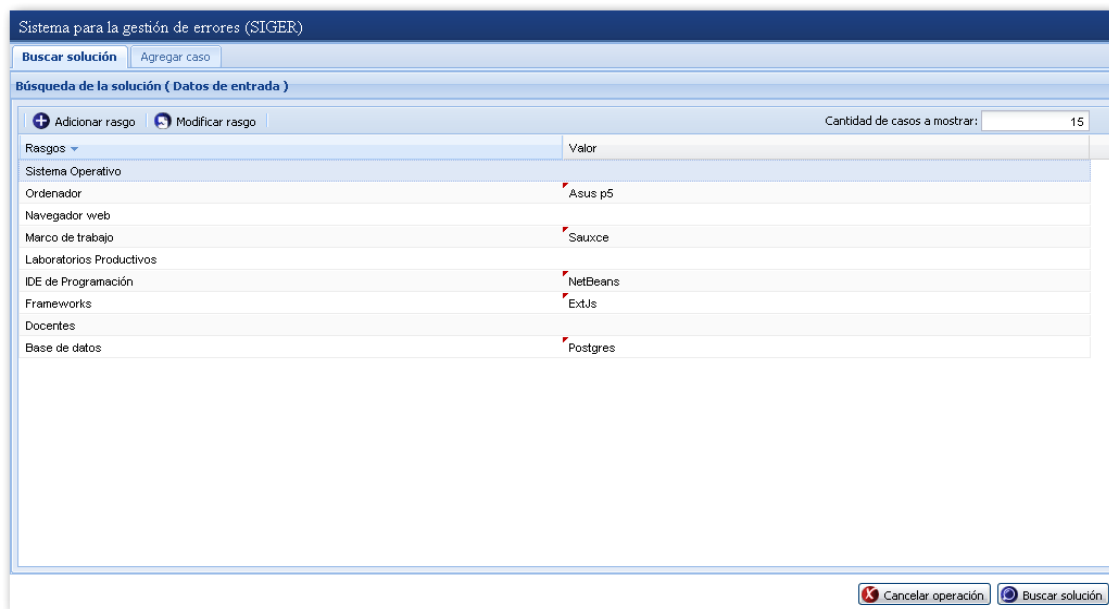 Sistema para la gestión de errores (SIGER)
Buscar solución Agregar caso
Búsqueda de la solución ( Datos de entrada )
Adicionar rasgo Modificar rasgo Cantidad de casos a mostrar: 15
Rasgos Valor
Sistema Operativo
Ordenador Asus p5
Navegador web
Marco de trabajo Sauxce
Laboratorios Productivos
IDE de Programación NetBeans
Frameworks ExtJs
Docentes
Base de datos Postgres
Cancelar operación Buscar solución